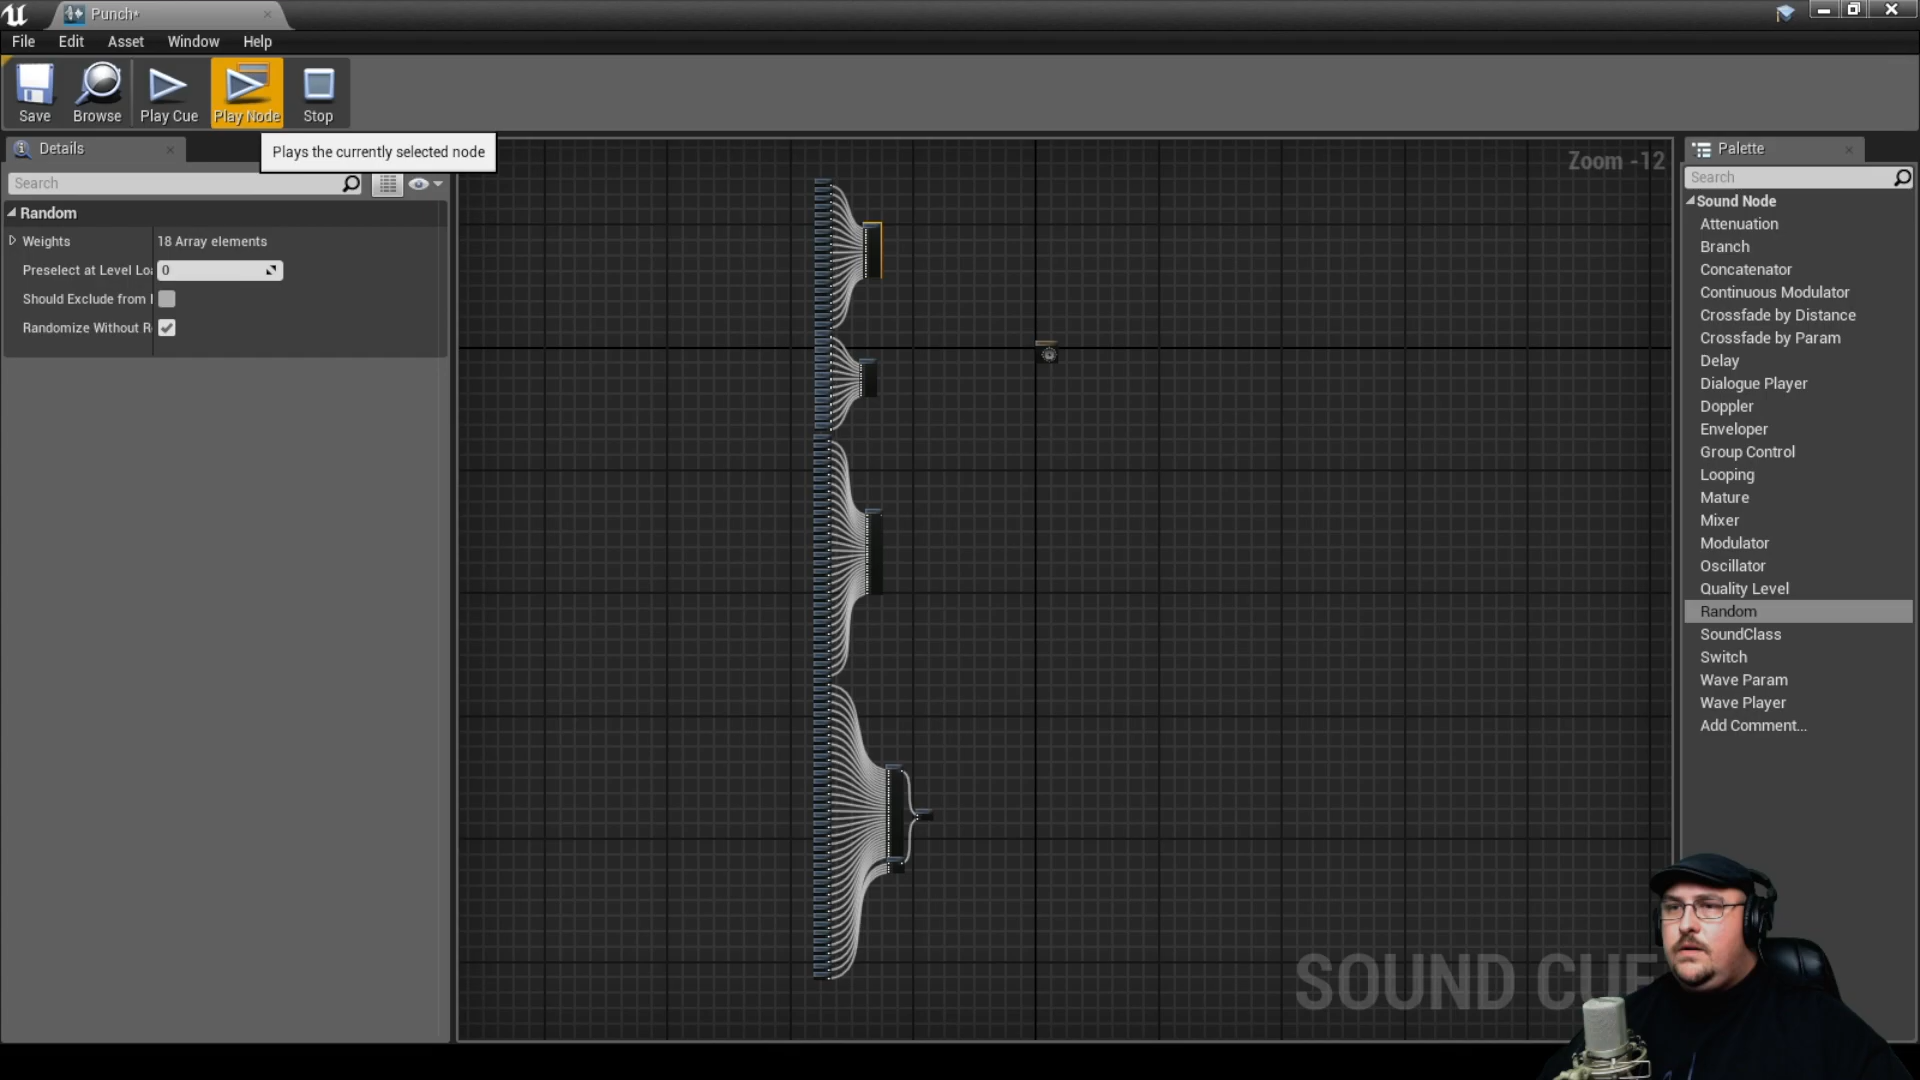 Punch*
File Edit Asset Window Help
Save Browse Play Cue Play Node Stop
Plays the currently selected node
Details
Search
Random
Weights 18 Array elements
Preselect at Level Loa 0
Should Exclude from
Randomize Without R
Zoom -12
SOUND CUE
Palette
Search
Sound Node
Attenuation
Branch
Concatenator
Continuous Modulator
Crossfade by Distance
Crossfade by Param
Delay
Dialogue Player
Doppler
Enveloper
Group Control
Looping
Mature
Mixer
Modulator
Oscillator
Quality Level
Random
SoundClass
Switch
Wave Param
Wave Player
Add Comment...